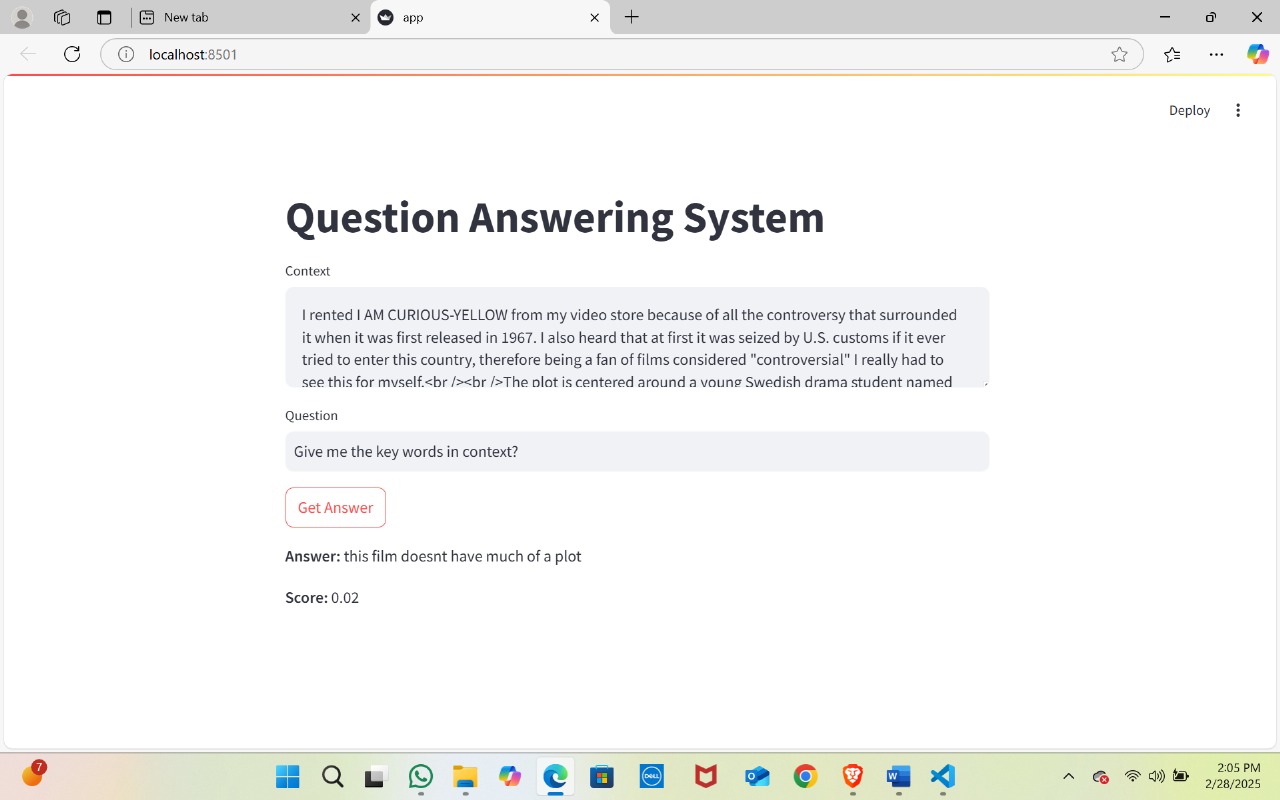 New tab
app
localhost:8501
Deploy
Question Answering System
Context
I rented I AM CURIOUS-YELLOW from my video store because of all the controversy that surrounded
it when it was first released in 1967. I also heard that at first it was seized by U.S. customs if it ever
tried to enter this country, therefore being a fan of films considered "controversial" I really had to
see this for myself.<br /><br />The plot is centered around a young Swedish drama student named
Question
Give me the key words in context?
Get Answer
Answer: this film doesnt have much of a plot
Score: 0.02
7
DELL
2:05 PM
2/28/2025